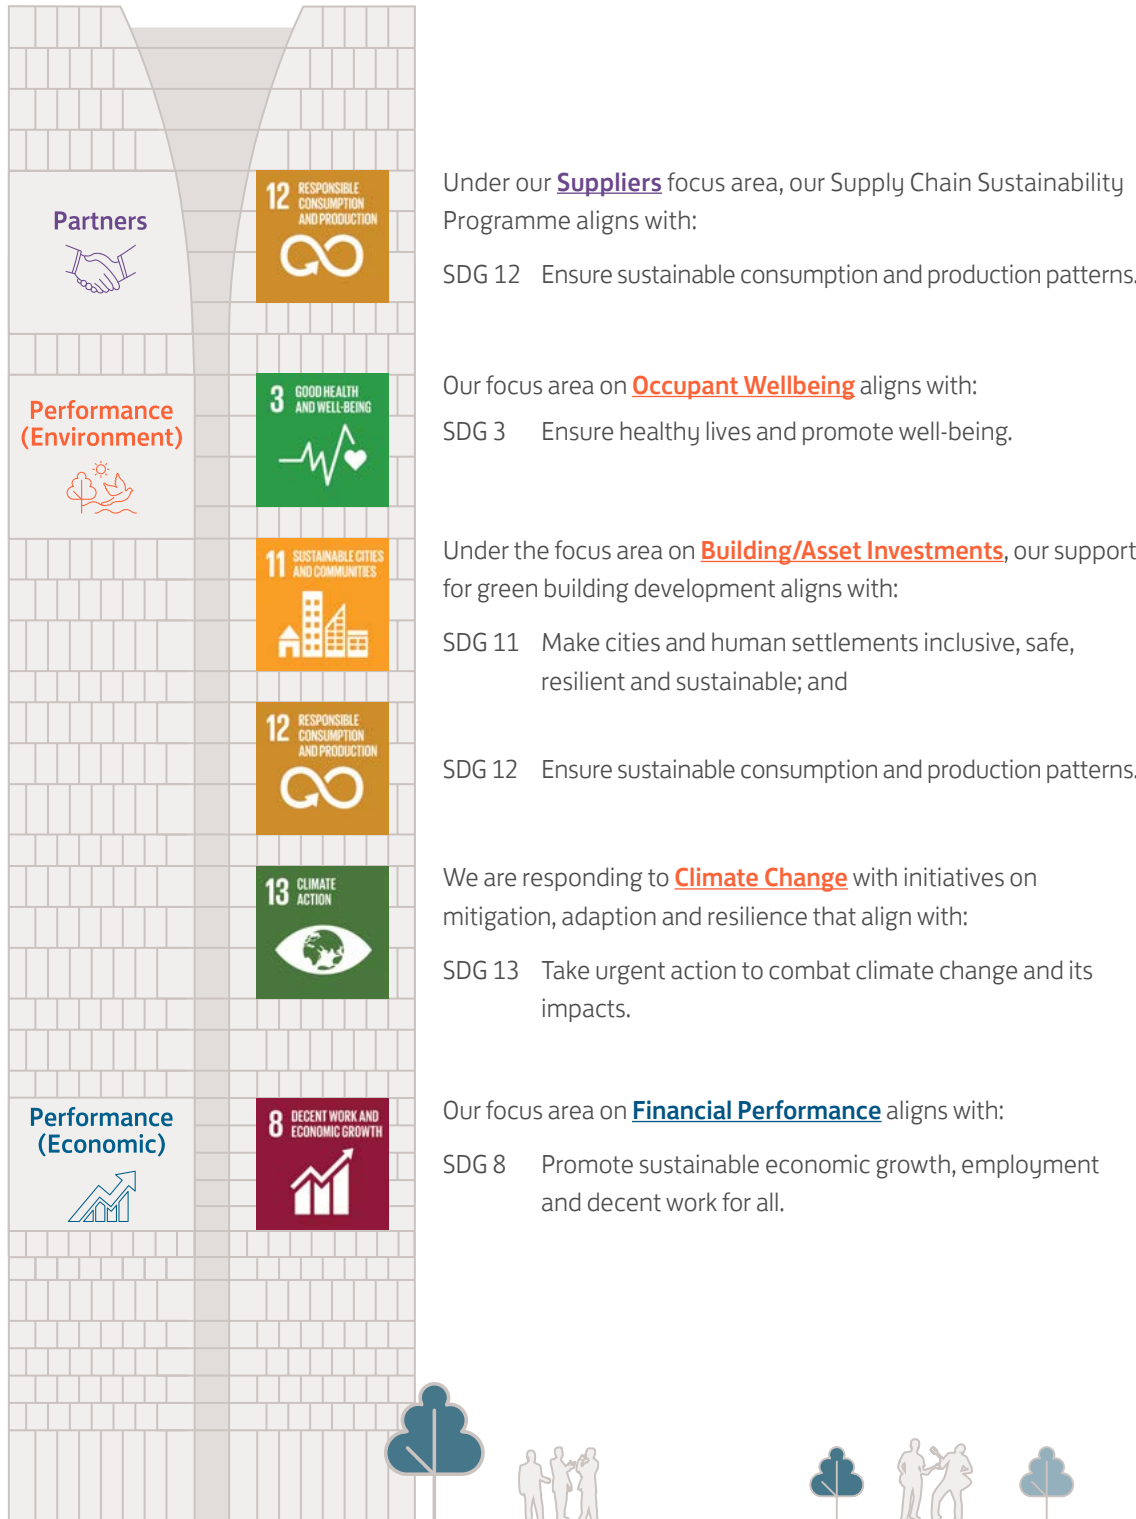 Partners
12 RESPONSIBLE
CONSUMPTION
AND PRODUCTION
Under our Suppliers focus area, our Supply Chain Sustainability
Programme aligns with:
SDG 12 Ensure sustainable consumption and production patterns.
Performance
(Environment)
3 GOOD HEALTH
AND WELL-BEING
Our focus area on Occupant Wellbeing aligns with:
SDG 3 Ensure healthy lives and promote well-being.
11 SUSTAINABLE CITIES
AND COMMUNITIES
Under the focus area on Building/Asset Investments, our support
for green building development aligns with:
SDG 11 Make cities and human settlements inclusive, safe,
resilient and sustainable; and
12 RESPONSIBLE
CONSUMPTION
AND PRODUCTION
SDG 12 Ensure sustainable consumption and production patterns.
13 CLIMATE
ACTION
We are responding to Climate Change with initiatives on
mitigation, adaption and resilience that align with:
SDG 13 Take urgent action to combat climate change and its
impacts.
Performance
(Economic)
8 DECENT WORK AND
ECONOMIC GROWTH
Our focus area on Financial Performance aligns with:
SDG 8 Promote sustainable economic growth, employment
and decent work for all.